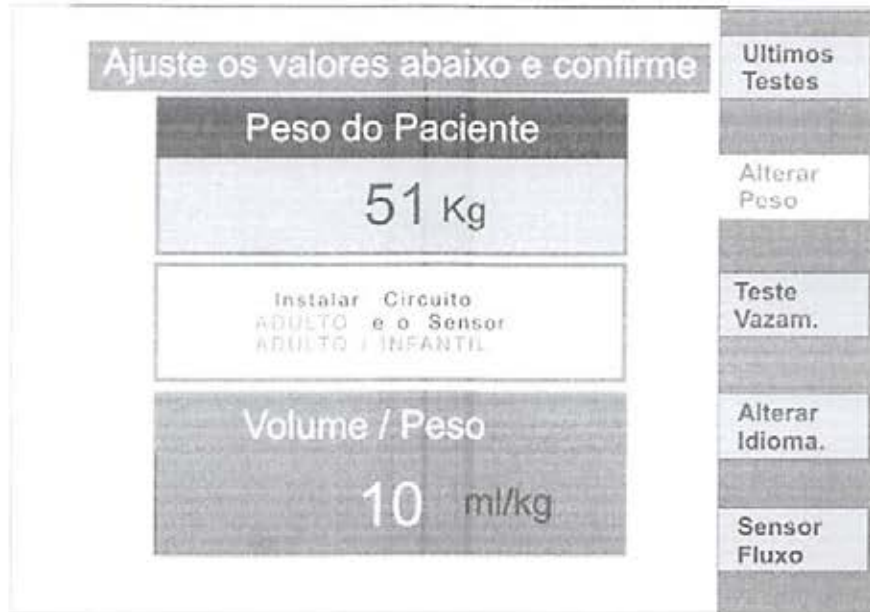 Ajuste os valores abaixo e confirme
Peso do Paciente
51 Kg
Instalar Circuito
ADULTO e o Sensor
ADULTO / INFANTIL
Volume / Peso
10 ml/kg
Ultimos
Testes
Alterar
Peso
Teste
Vazam.
Alterar
Idioma.
Sensor
Fluxo